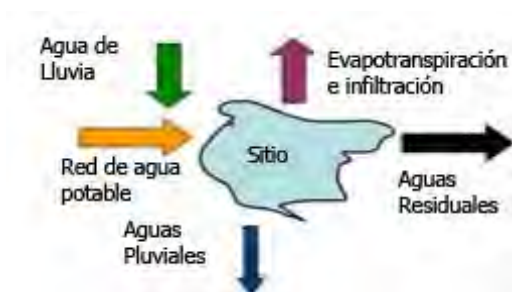 Agua de
Lluvia
Evapotranspiración
e infiltración
Sitio
Red de agua
potable
Aguas
Residuales
Aguas
Pluviales